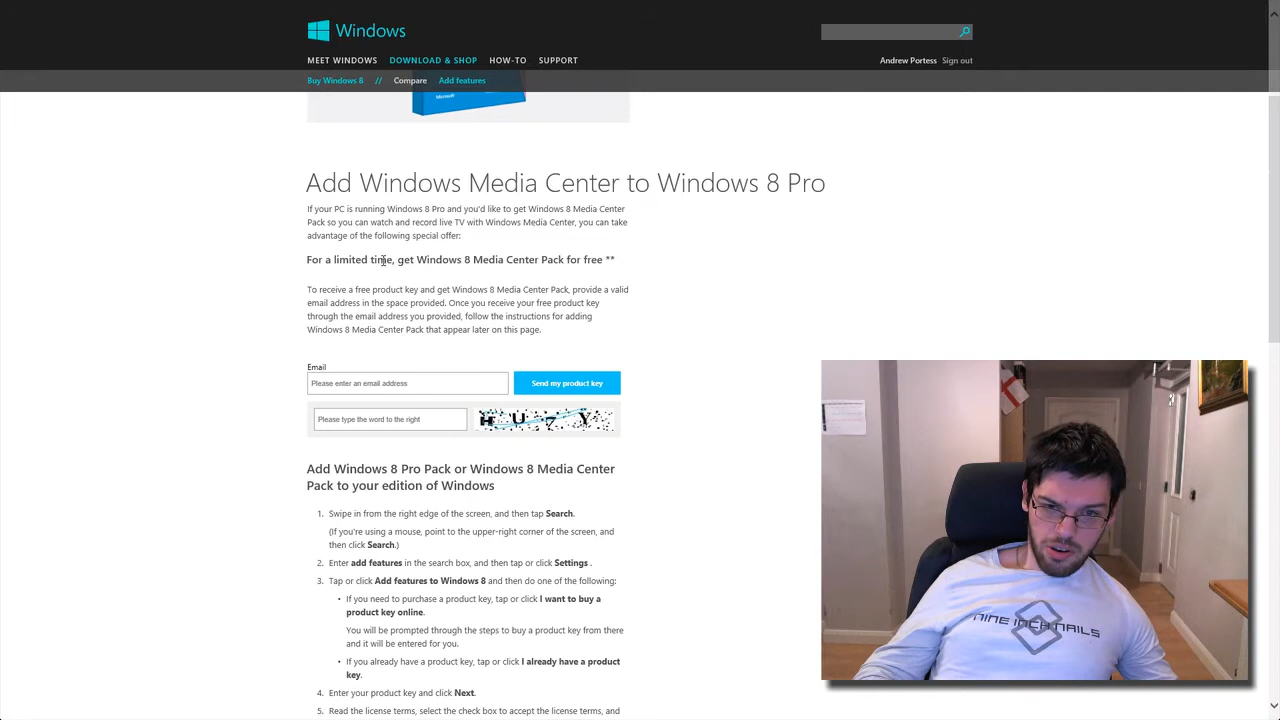 Windows
MEET WINDOWS DOWNLOAD & SHOP HOW-TO SUPPORT
Andrew Portess Sign out
Buy Windows 8 // Compare Add features
Microsoft
Add Windows Media Center to Windows 8 Pro
If your PC is running Windows 8 Pro and you'd like to get Windows 8 Media Center
Pack so you can watch and record live TV with Windows Media Center, you can take
advantage of the following special offer:
For a limited time, get Windows 8 Media Center Pack for free **
To receive a free product key and get Windows 8 Media Center Pack, provide a valid
email address in the space provided. Once you receive your free product key
through the email address you provided, follow the instructions for adding
Windows 8 Media Center Pack that appear later on this page.
Email
Please enter an email address
Send my product key
Please type the word to the right
Add Windows 8 Pro Pack or Windows 8 Media Center
Pack to your edition of Windows
1. Swipe in from the right edge of the screen, and then tap Search.
(If you're using a mouse, point to the upper-right corner of the screen, and
then click Search.)
2. Enter add features in the search box, and then tap or click Settings .
3. Tap or click Add features to Windows 8 and then do one of the following:
• If you need to purchase a product key, tap or click I want to buy a
product key online.
You will be prompted through the steps to buy a product key from there
and it will be entered for you.
• If you already have a product key, tap or click I already have a product
key.
4. Enter your product key and click Next.
5. Read the license terms, select the check box to accept the license terms, and
NINE INCH NAILS